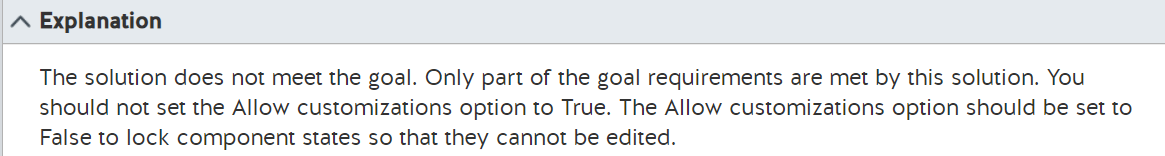 Explanation
The solution does not meet the goal. Only part of the goal requirements are met by this solution. You
should not set the Allow customizations option to True. The Allow customizations option should be set to
False to lock component states so that they cannot be edited.